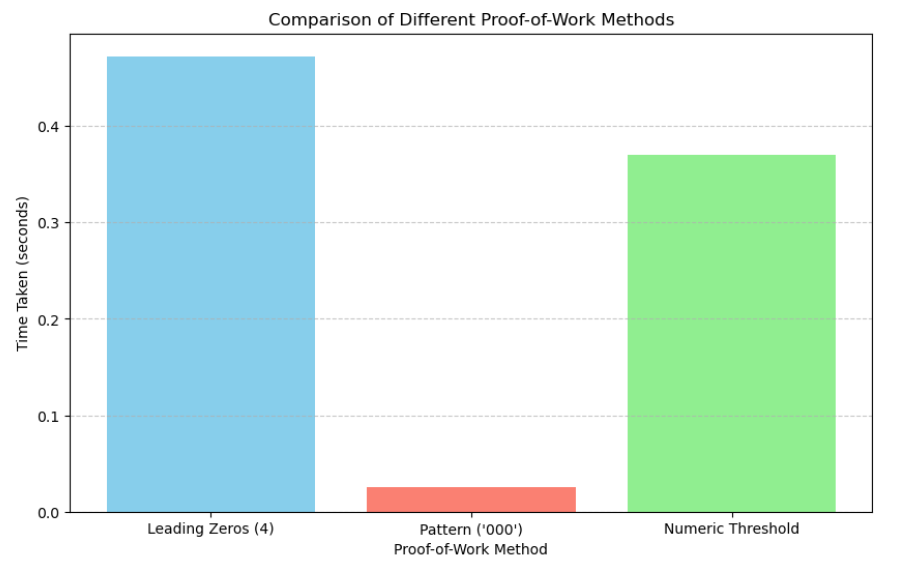 Comparison of Different Proof-of-Work Methods
Time Taken (seconds)
0.4
0.3
0.2
0.1
0.0
Leading Zeros (4)
Pattern ('000')
Numeric Threshold
Proof-of-Work Method